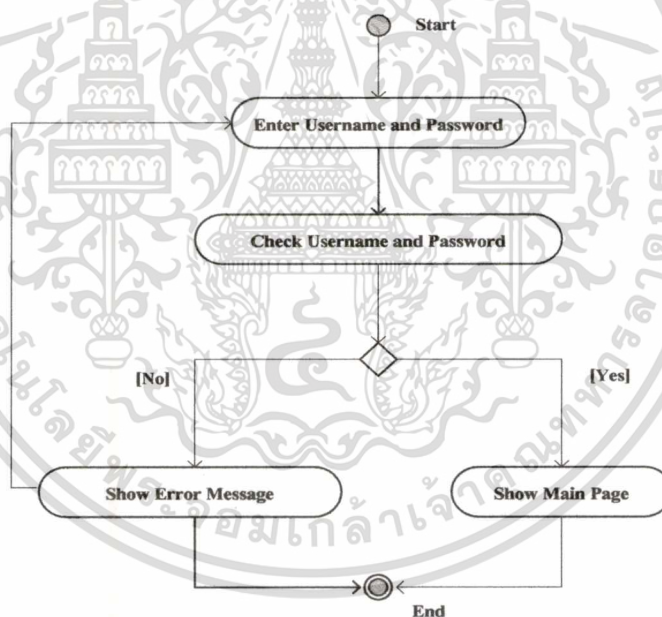 Start
Enter Username and Password
Check Username and Password
[No]
[Yes]
Show Error Message
Show Main Page
End